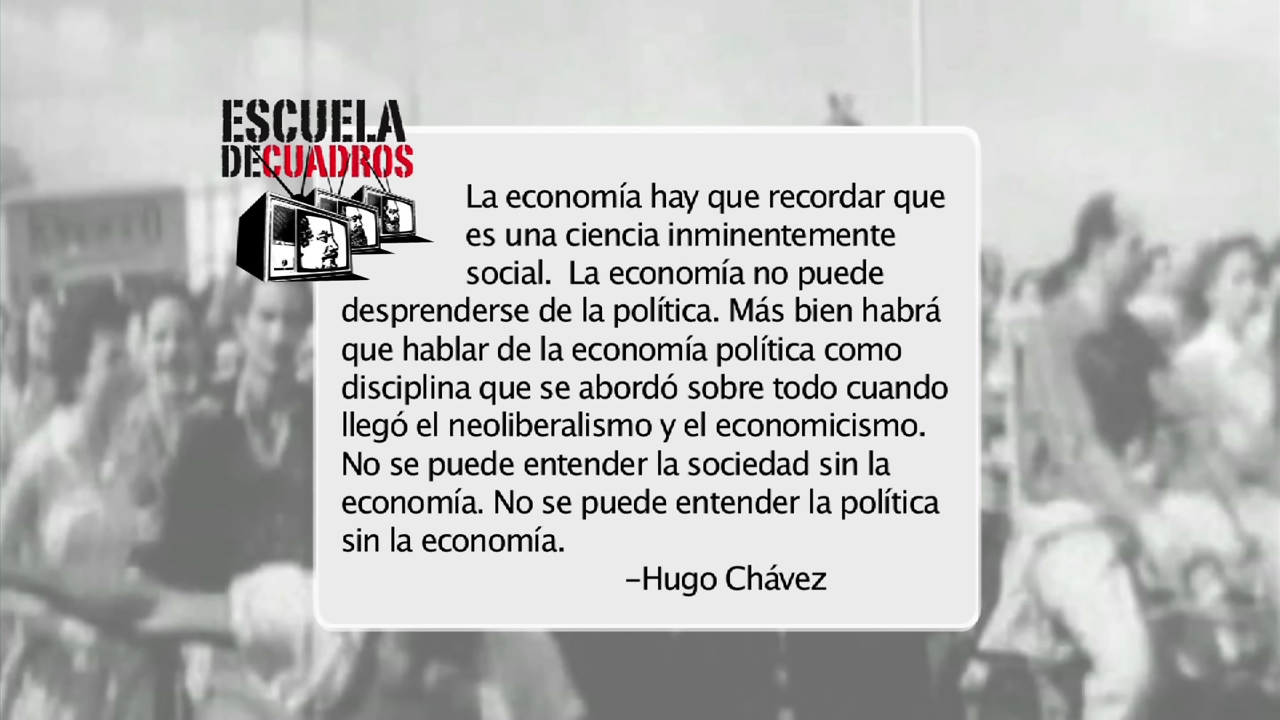 ESCUELA
DECUADROS
La economía hay que recordar que
es una ciencia inminentemente
social. La economía no puede
desprenderse de la política. Más bien habrá
que hablar de la economía política como
disciplina que se abordó sobre todo cuando
llegó el neoliberalismo y el economicismo.
No se puede entender la sociedad sin la
economía. No se puede entender la política
sin la economía.
–Hugo Chávez